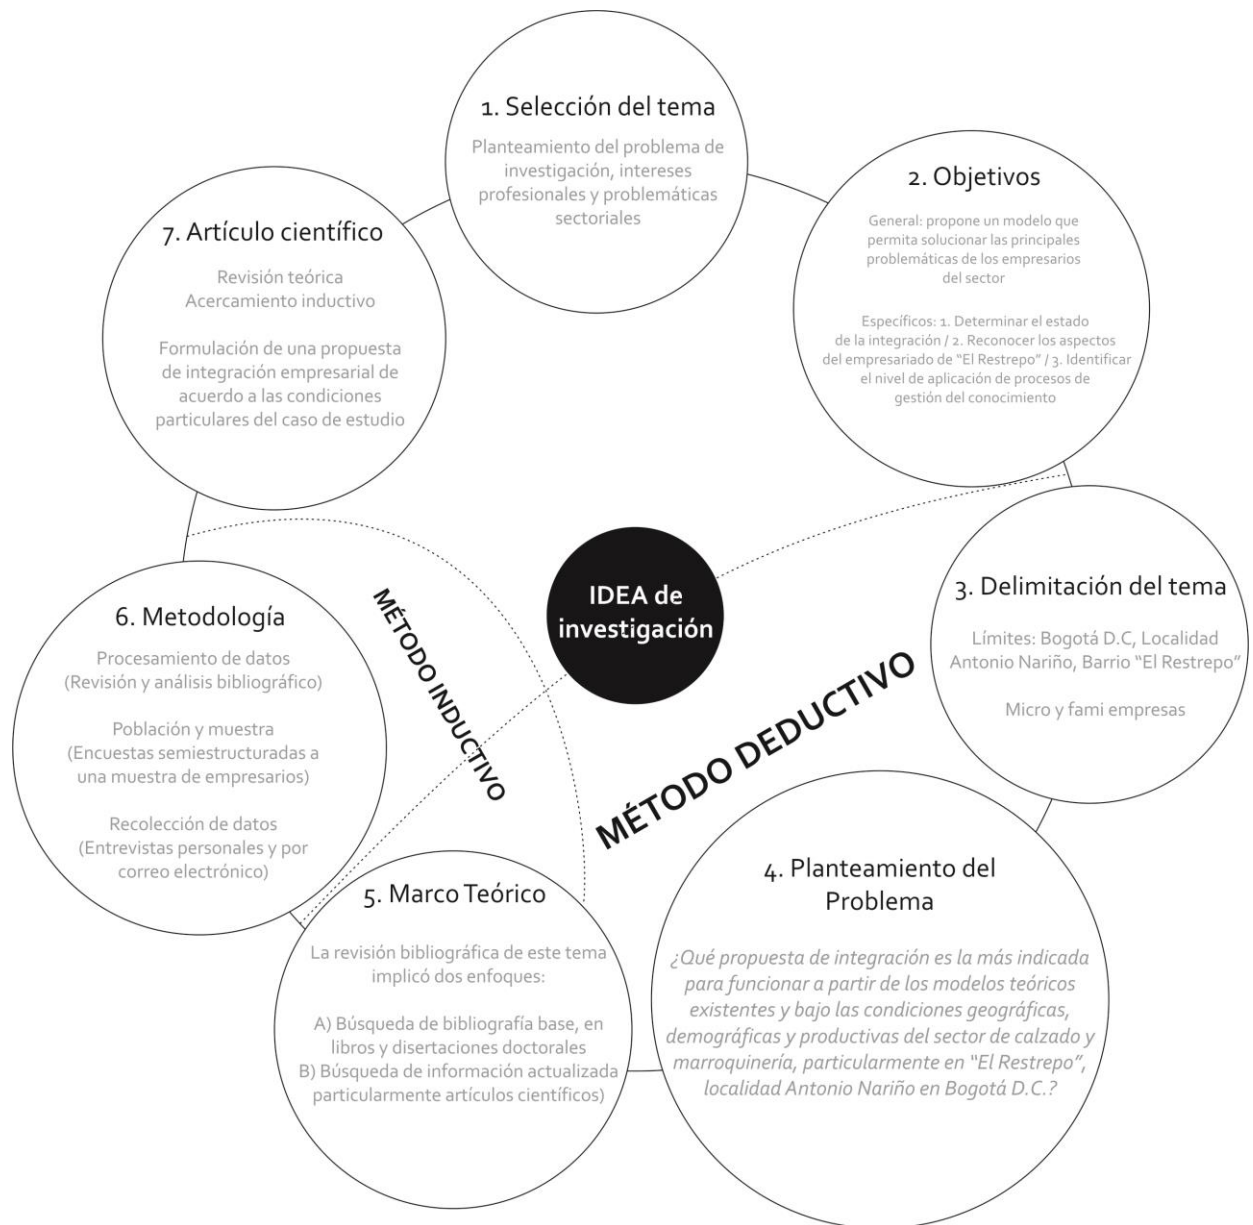 1. Selección del tema
Planteamiento del problema de
investigación, intereses
profesionales y problemáticas
sectoriales
2. Objetivos
General: propone un modelo que
permita solucionar las principales
problemáticas de los empresarios
del sector
Específicos: 1. Determinar el estado
de la integración / 2. Reconocer los aspectos
del empresariado de “El Restrepo” / 3. Identificar
el nivel de aplicación de procesos de
gestión del conocimiento
3. Delimitación del tema
Límites: Bogotá D.C, Localidad
Antonio Nariño, Barrio “El Restrepo”
Micro y fami empresas
4. Planteamiento del
Problema
¿Qué propuesta de integración es la más indicada
para funcionar a partir de los modelos teóricos
existentes y bajo las condiciones geográficas,
demográficas y productivas del sector de calzado y
marroquinería, particularmente en “El Restrepo”,
localidad Antonio Nariño en Bogotá D.C.?
5. Marco Teórico
La revisión bibliográfica de este tema
implicó dos enfoques:
A) Búsqueda de bibliografía base, en
libros y disertaciones doctorales
B) Búsqueda de información actualizada
particularmente artículos científicos)
6. Metodología
Procesamiento de datos
(Revisión y análisis bibliográfico)
Población y muestra
(Encuestas semiestructuradas a
una muestra de empresarios)
Recolección de datos
(Entrevistas personales y por
correo electrónico)
7. Artículo científico
Revisión teórica
Acercamiento inductivo
Formulación de una propuesta
de integración empresarial de
acuerdo a las condiciones
particulares del caso de estudio
IDEA de
investigación
MÉTODO INDUCTIVO
MÉTODO DEDUCTIVO